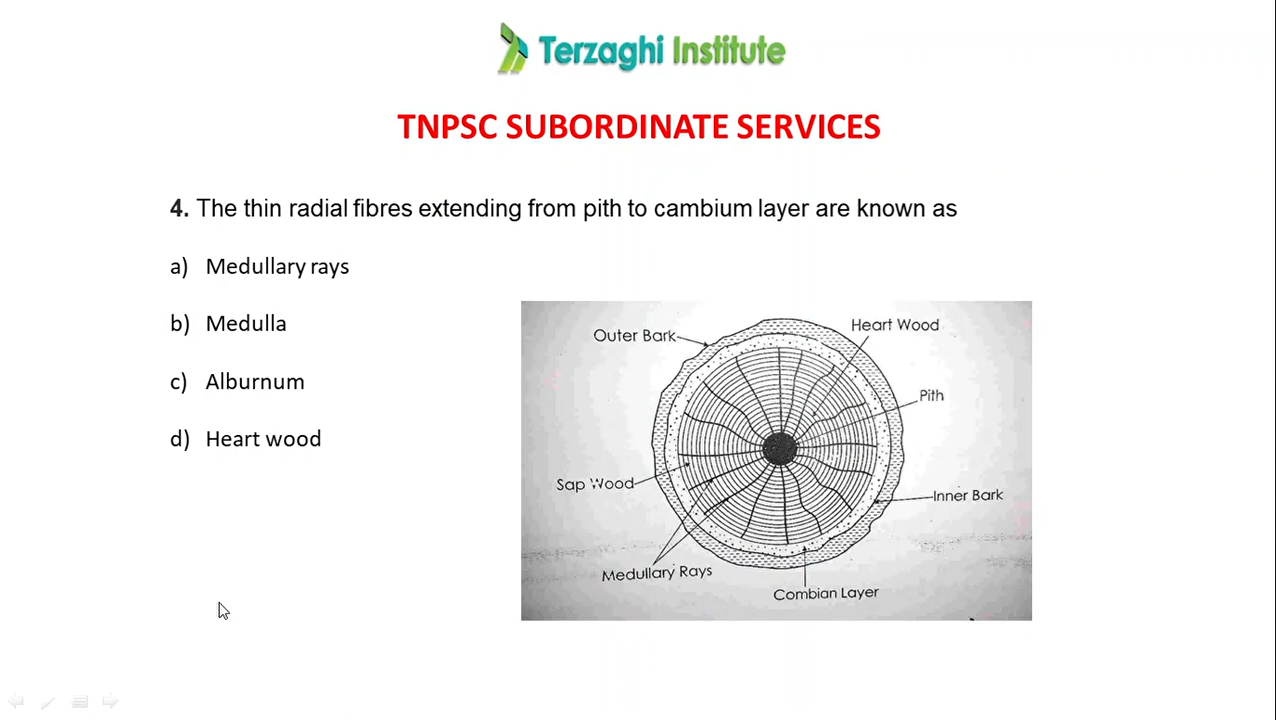 Terzaghi Institute
TNPSC SUBORDINATE SERVICES
4. The thin radial fibres extending from pith to cambium layer are known as
a) Medullary rays
b) Medulla
c) Alburnum
d) Heart wood
Outer Bark
Heart Wood
Pith
Sap Wood
Inner Bark
Medullary Rays
Combian Layer